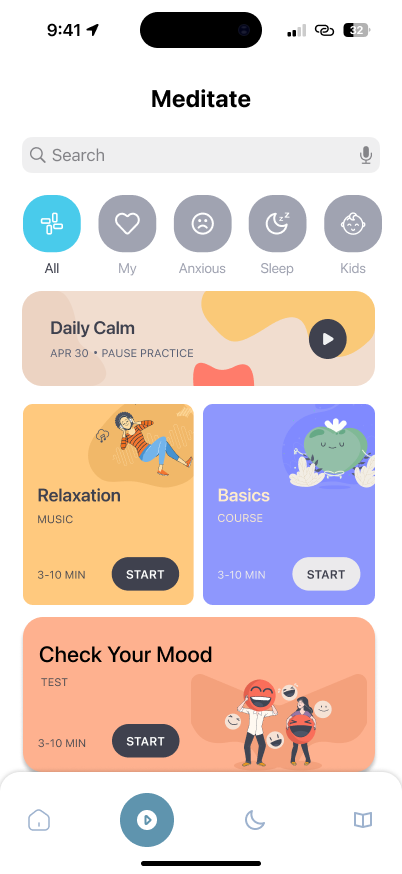 9:41
32
Meditate
Search
z z
All My Anxious Sleep Kids
Daily Calm
APR 30 • PAUSE PRACTICE
Relaxation
MUSIC
3-10 MIN START
Basics
COURSE
3-10 MIN START
Check Your Mood
TEST
3-10 MIN START